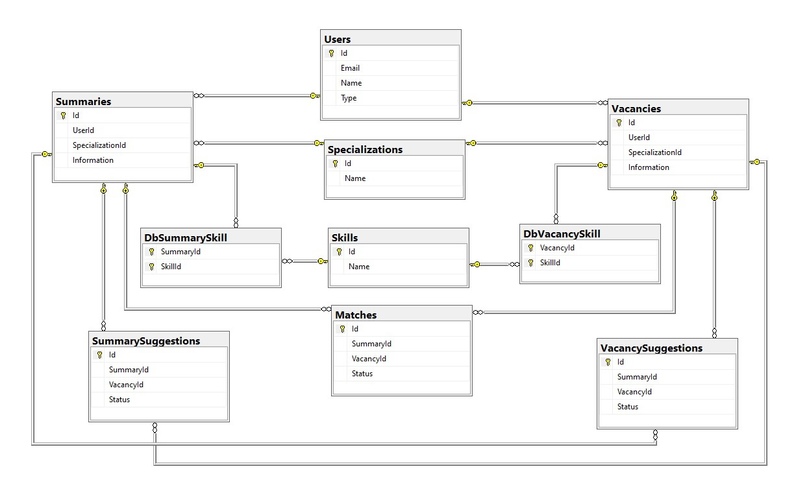 Users
Id
Email
Name
Type
Summaries
Id
UserId
SpecializationId
Information
Vacancies
Id
UserId
SpecializationId
Information
Specializations
Id
Name
DbSummarySkill
SummaryId
SkillId
Skills
Id
Name
DbVacancySkill
VacancyId
SkillId
Matches
Id
SummaryId
VacancyId
Status
SummarySuggestions
Id
SummaryId
VacancyId
Status
VacancySuggestions
Id
SummaryId
VacancyId
Status